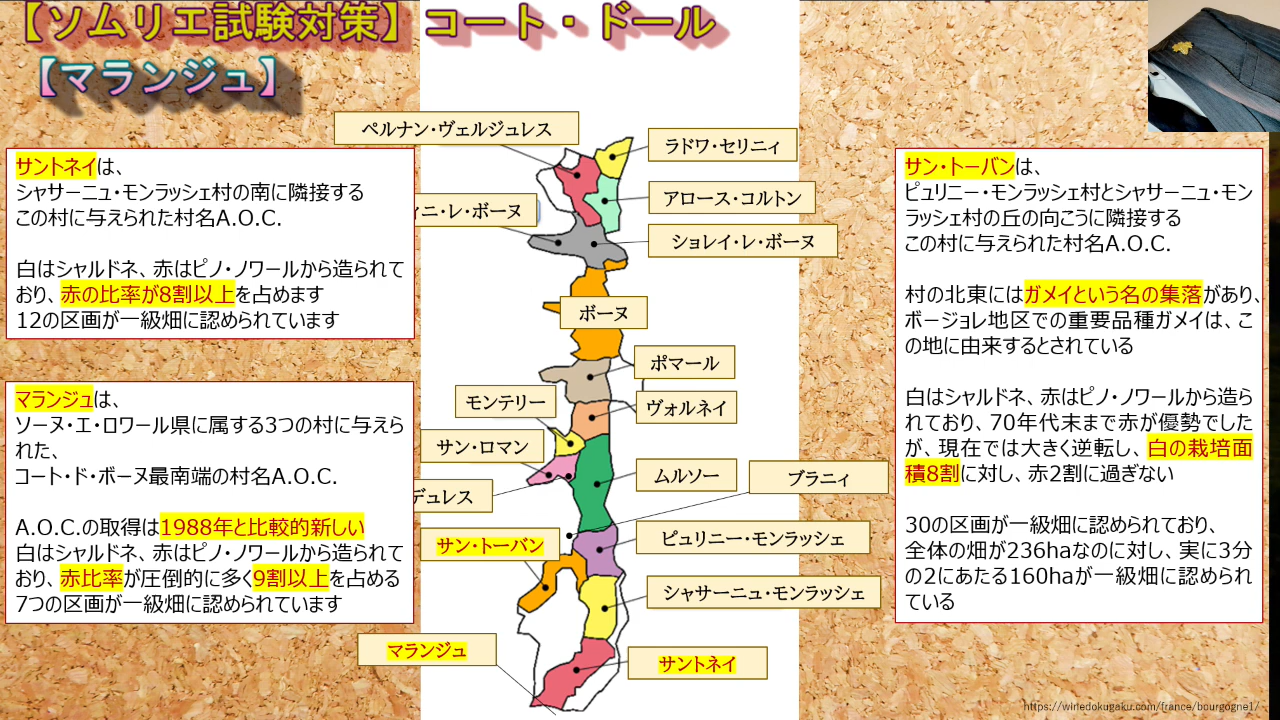 【ソムリエ試験対策】コート・ドール
【マランジュ】
サントネイは、
シャサーニュ・モンラッシェ村の南に隣接する
この村に与えられた村名A.O.C.
白はシャルドネ、赤はピノ・ノワールから造られて
おり、赤の比率が8割以上を占めます
12の区画が一級畑に認められています
マランジュは、
ソーヌ・エ・ロワール県に属する3つの村に与えら
れた、
コート・ド・ボーヌ最南端の村名A.O.C.
A.O.C.の取得は1988年と比較的新しい
白はシャルドネ、赤はピノ・ノワールから造られて
おり、赤比率が圧倒的に多く9割以上を占める
7つの区画が一級畑に認められています
ペルナン・ヴェルジュレス
ラドワ・セリニィ
アロース・コルトン
ニ・レ・ボーヌ
ショレイ・レ・ボーヌ
ボーヌ
ポマール
モンテリー
ヴォルネイ
サン・ロマン
ムルソー
ブラニィ
デュレス
サン・トーバン
ピュリニー・モンラッシェ
シャサーニュ・モンラッシェ
マランジュ
サントネイ
サン・トーバンは、
ピュリニー・モンラッシェ村とシャサーニュ・モン
ラッシェ村の丘の向こうに隣接する
この村に与えられた村名A.O.C.
村の北東にはガメイという名の集落があり、
ボージョレ地区での重要品種ガメイは、こ
の地に由来するとされている
白はシャルドネ、赤はピノ・ノワールから造ら
れており、70年代末まで赤が優勢でした
が、現在では大きく逆転し、白の栽培面
積8割に対し、赤2割に過ぎない
30の区画が一級畑に認められており、
全体の畑が236haなのに対し、実に3分
の2にあたる160haが一級畑に認められ
ている
https://winedokugaku.com/france/bourgogne1/